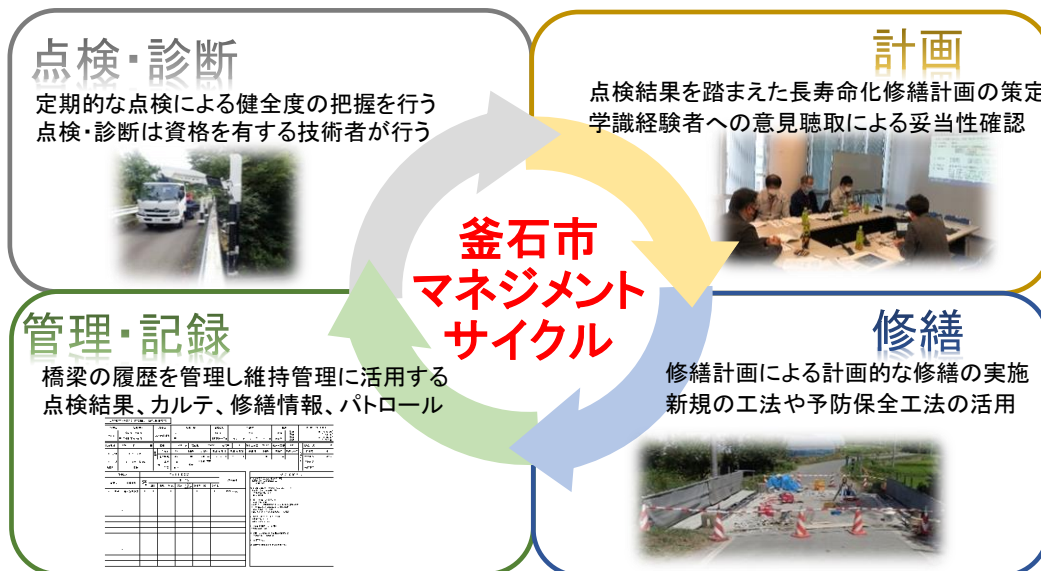 点検・診断
定期的な点検による健全度の把握を行う
点検・診断は資格を有する技術者が行う
計画
点検結果を踏まえた長寿命化修繕計画の策定
学識経験者への意見聴取による妥当性確認
釜石市
マネジメント
サイクル
管理・記録
橋梁の履歴を管理し維持管理に活用する
点検結果、カルテ、修繕情報、パトロール
修繕
修繕計画による計画的な修繕の実施
新規の工法や予防保全工法の活用